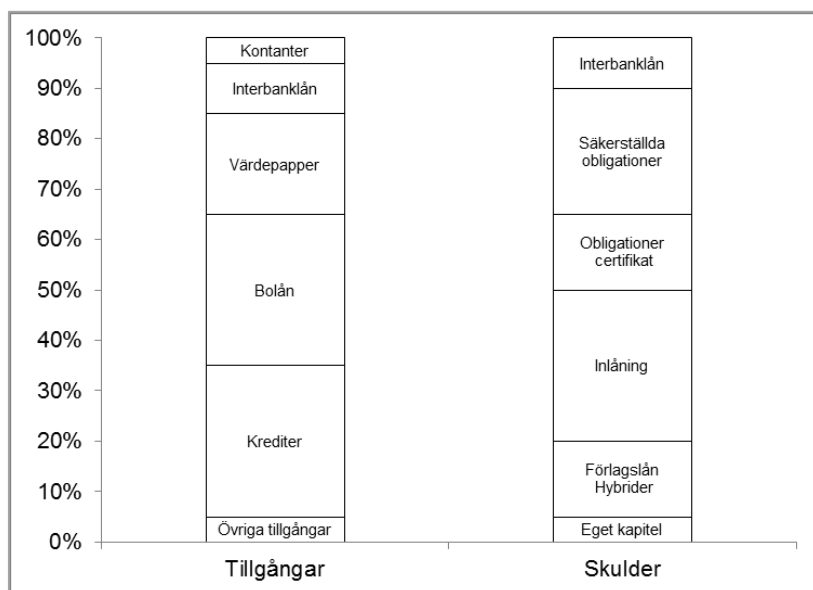 100%
90%
80%
70%
60%
50%
40%
30%
20%
10%
0%
Kontanter
Interbanklån
Värdepapper
Bolån
Krediter
Övriga tillgångar
Interbanklån
Säkerställda
obligationer
Obligationer
certifikat
Inlåning
Förlagslån
Hybrider
Eget kapitel
Tillgångar
Skulder